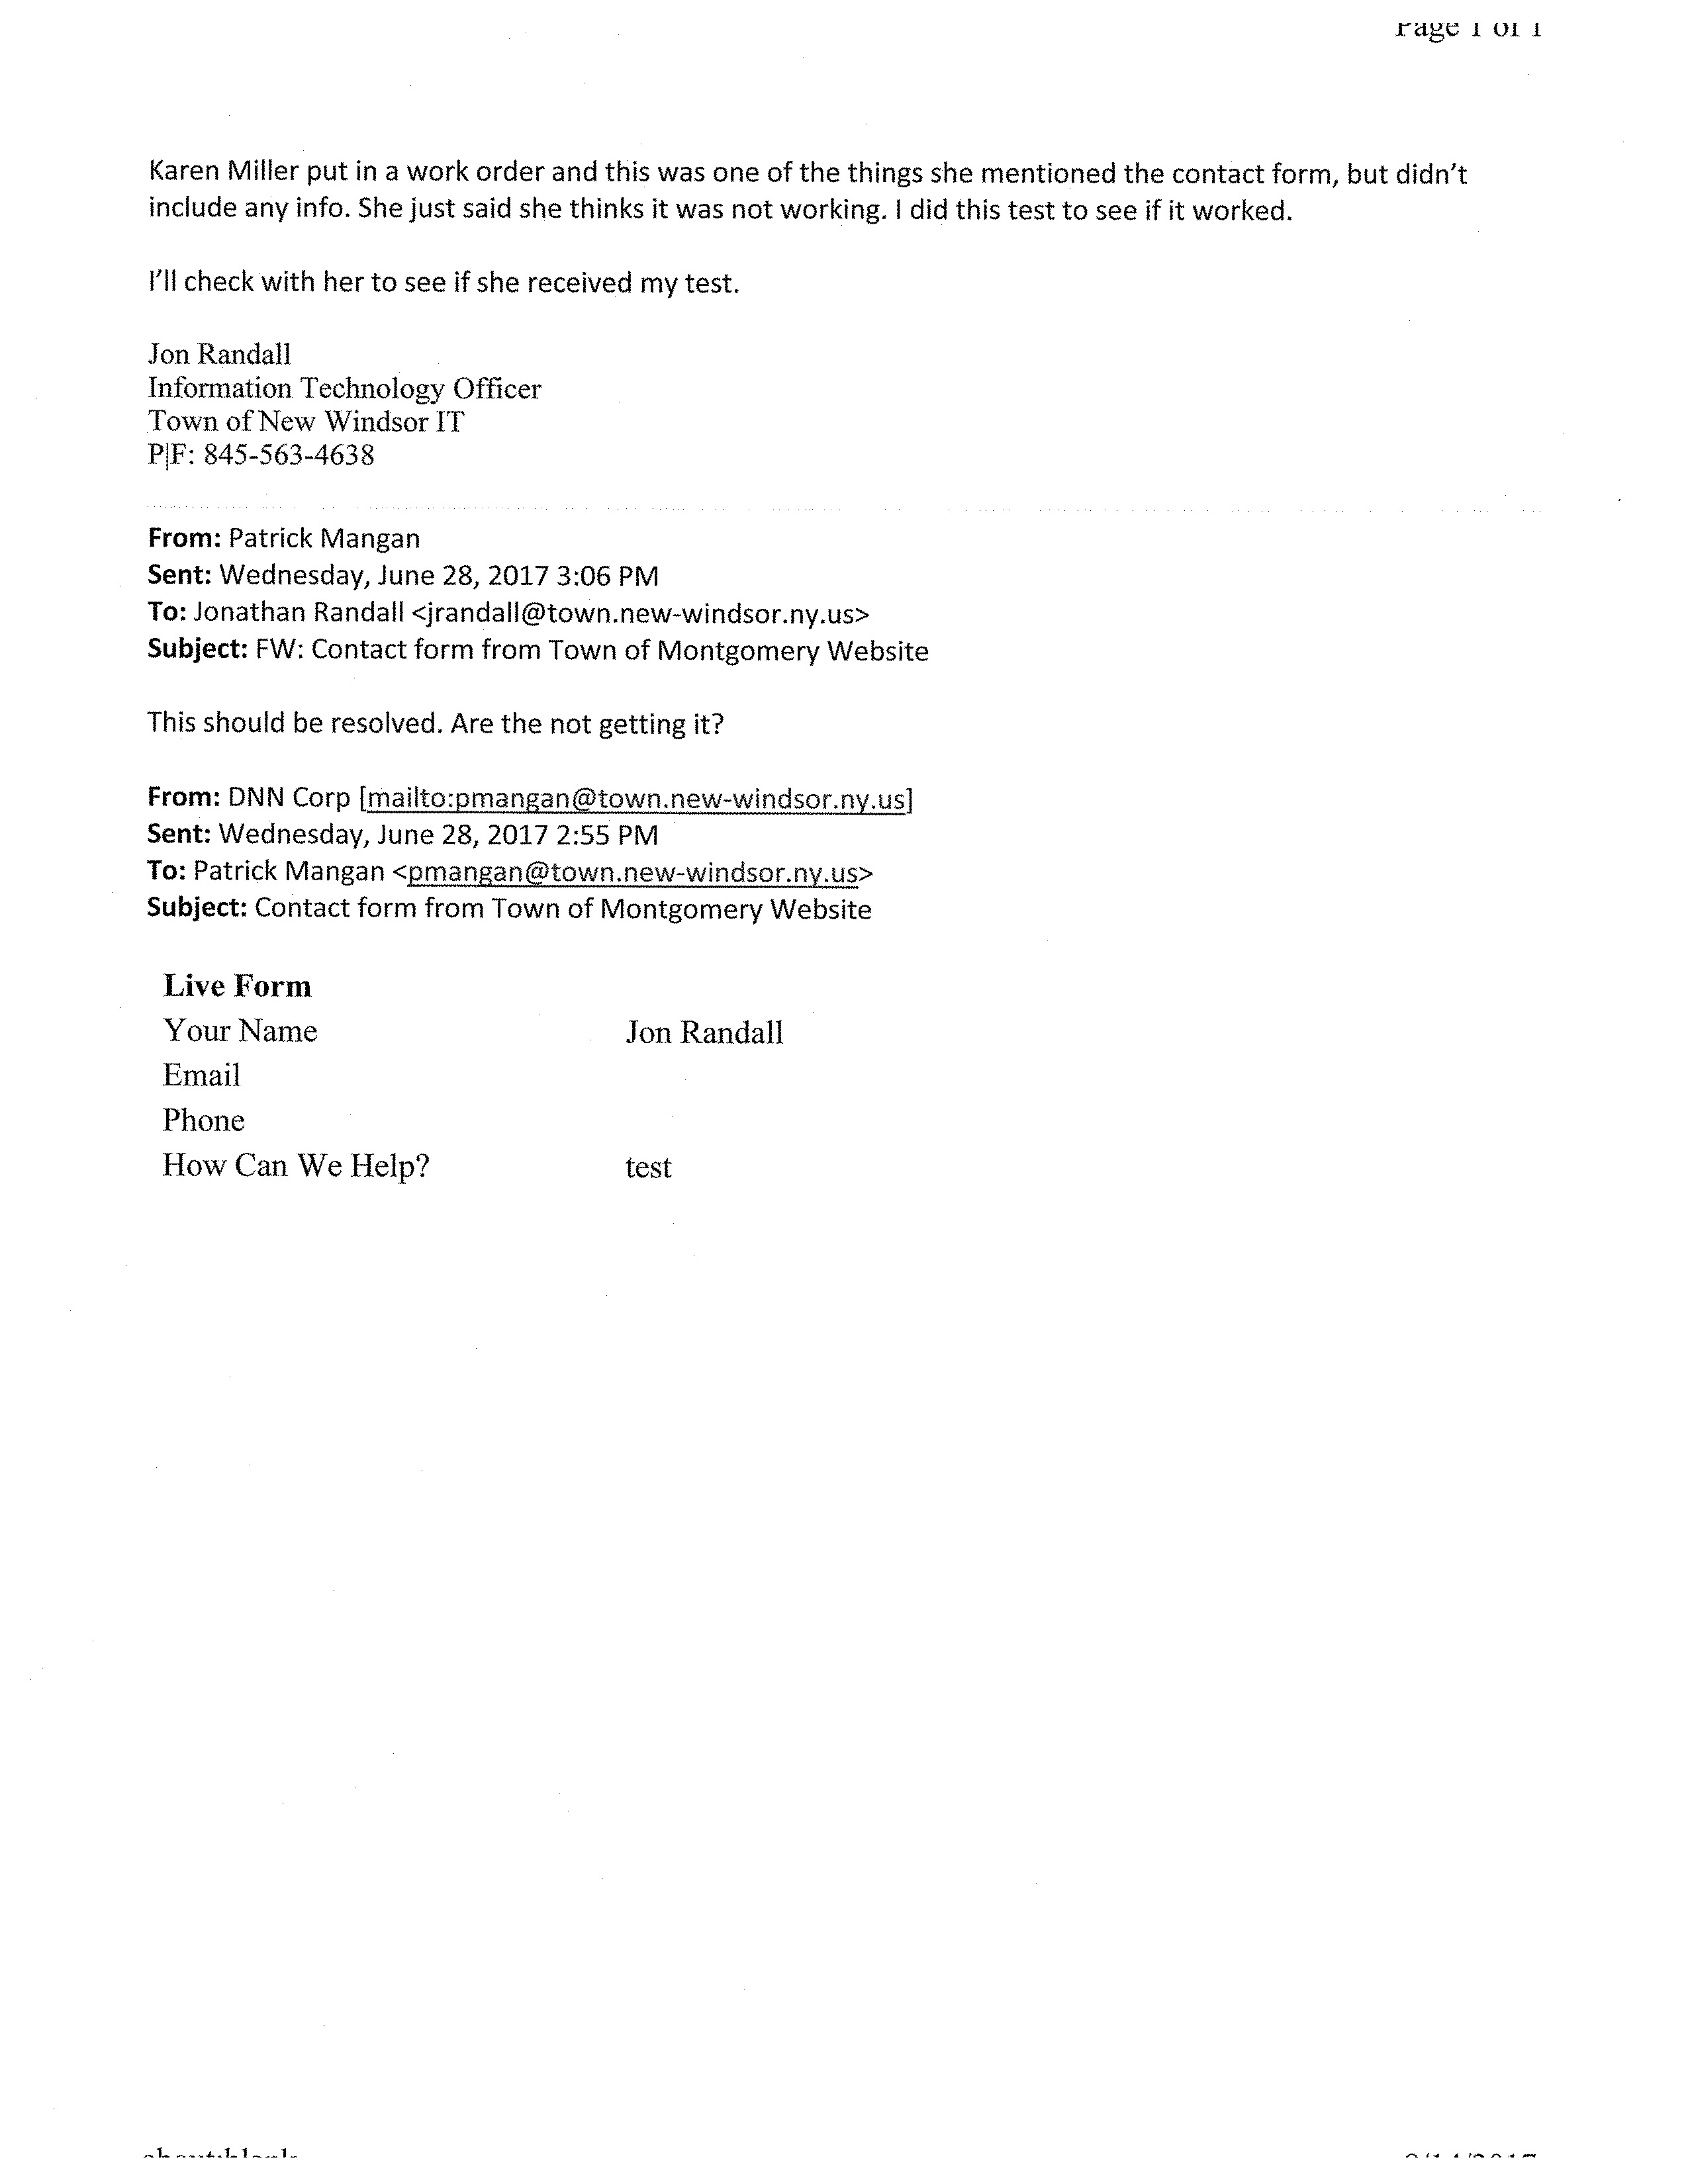 Page 1 of 1
Karen Miller put in a work order and this was one of the things she mentioned the contact form, but didn't
include any info. She just said she thinks it was not working. I did this test to see if it worked.
I'll check with her to see if she received my test.
Jon Randall
Information Technology Officer
Town of New Windsor IT
P|F: 845-563-4638
From: Patrick Mangan
Sent: Wednesday, June 28, 2017 3:06 PM
To: Jonathan Randall <jrandall@town.new-windsor.ny.us>
Subject: FW: Contact form from Town of Montgomery Website
This should be resolved. Are the not getting it?
From: DNN Corp [mailto:pmangan@town.new-windsor.ny.us]
Sent: Wednesday, June 28, 2017 2:55 PM
To: Patrick Mangan <pmangan@town.new-windsor.ny.us>
Subject: Contact form from Town of Montgomery Website
Live Form
Your Name Jon Randall
Email
Phone
How Can We Help? test
about:blank